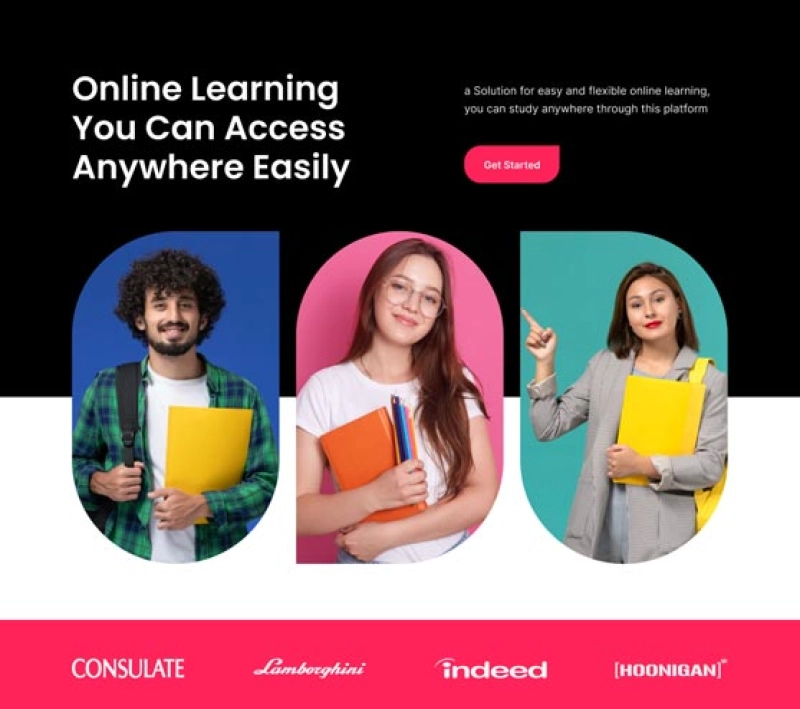 Online Learning
You Can Access
Anywhere Easily
a Solution for easy and flexible online learning,
you can study anywhere through this platform
Get Started
CONSULATE
Lamborghini
indeed
[HOONIGAN]